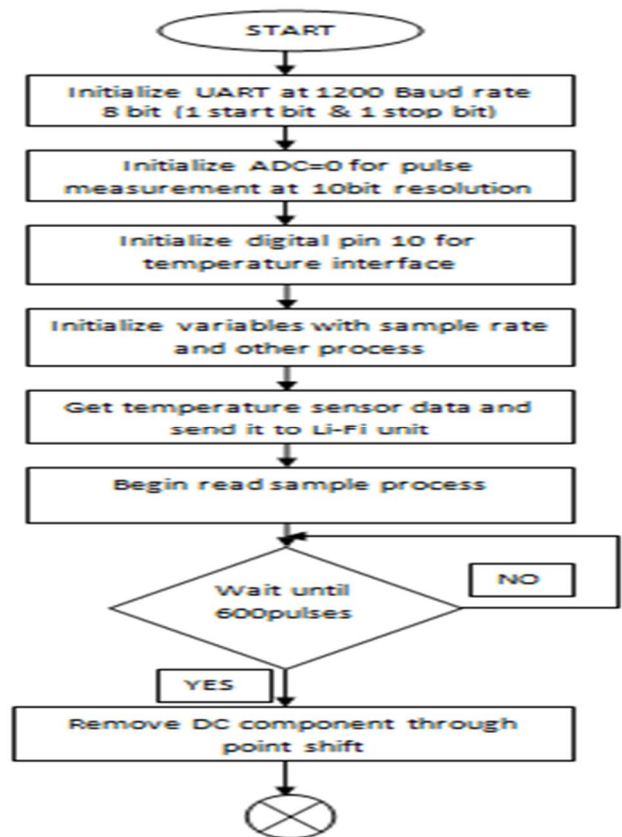 START
Initialize UART at 1200 Baud rate
8 bit (1 start bit & 1 stop bit)
Initialize ADC=0 for pulse
measurement at 10bit resolution
Initialize digital pin 10 for
temperature interface
Initialize variables with sample rate
and other process
Get temperature sensor data and
send it to Li-Fi unit
Begin read sample process
Wait until
600pulses
NO
YES
Remove DC component through
point shift